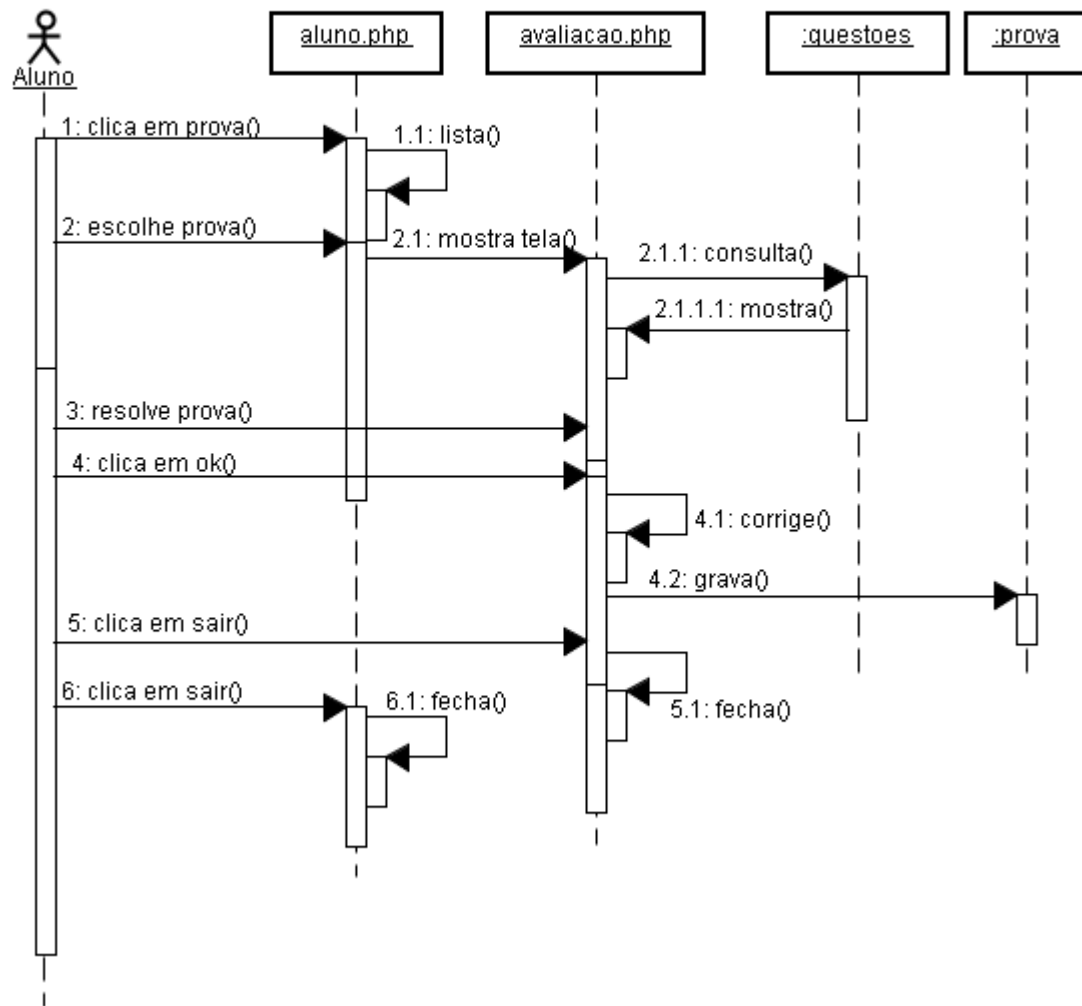 aluno.php
avaliacao.php
:questoes
:prova
Aluno
1: clica em prova()
1.1: lista()
2: escolhe prova()
2.1: mostra tela()
2.1.1: consulta()
2.1.1.1: mostra()
3: resolve prova()
4: clica em ok()
4.1: corrige()
4.2: grava()
5: clica em sair()
6: clica em sair()
6.1: fecha()
5.1: fecha()